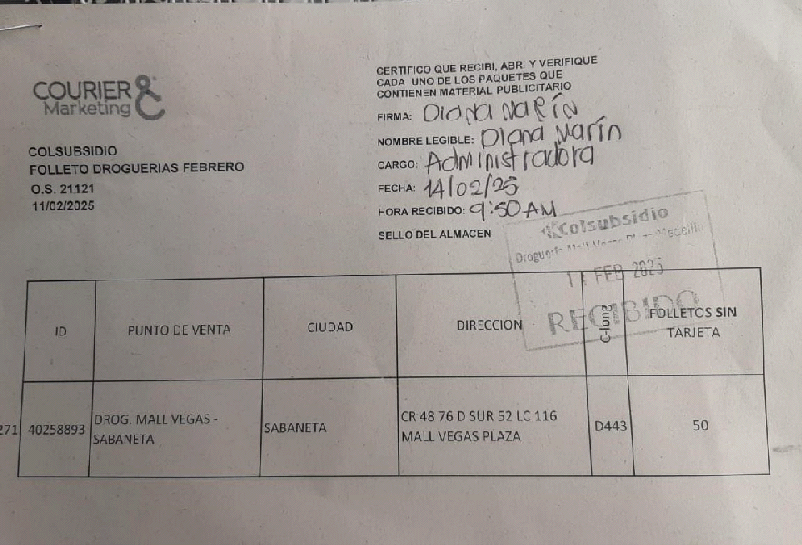 COURIER &
Marketing
COLSUBSIDIO
FOLLETO DROGUERIAS FEBRERO
O.S. 21121
11/02/2025
CERTIFICO QUE RECIBI, ABR. Y VERIFIQUE
CADA UNO DE LOS PAQUETES QUE
CONTIENEN MATERIAL PUBLICITARIO
FIRMA: Diana Marín
NOMBRE LEGIBLE: Diana Marín
CARGO: Administradora
FECHA: 14/02/25
HORA RECIBIDO: 9:50 AM
SELLO DEL ALMACEN
Colsubsidio
FEB 2025
RECIBIDO
ID PUNTO DE VENTA CIUDAD DIRECCION FOLLETOS SIN
TARJETA
271 40258893 DROG. MALL VEGAS - SABANETA CR 48 76 D SUR 52 LC 116 D443 50
SABANETA MALL VEGAS PLAZA